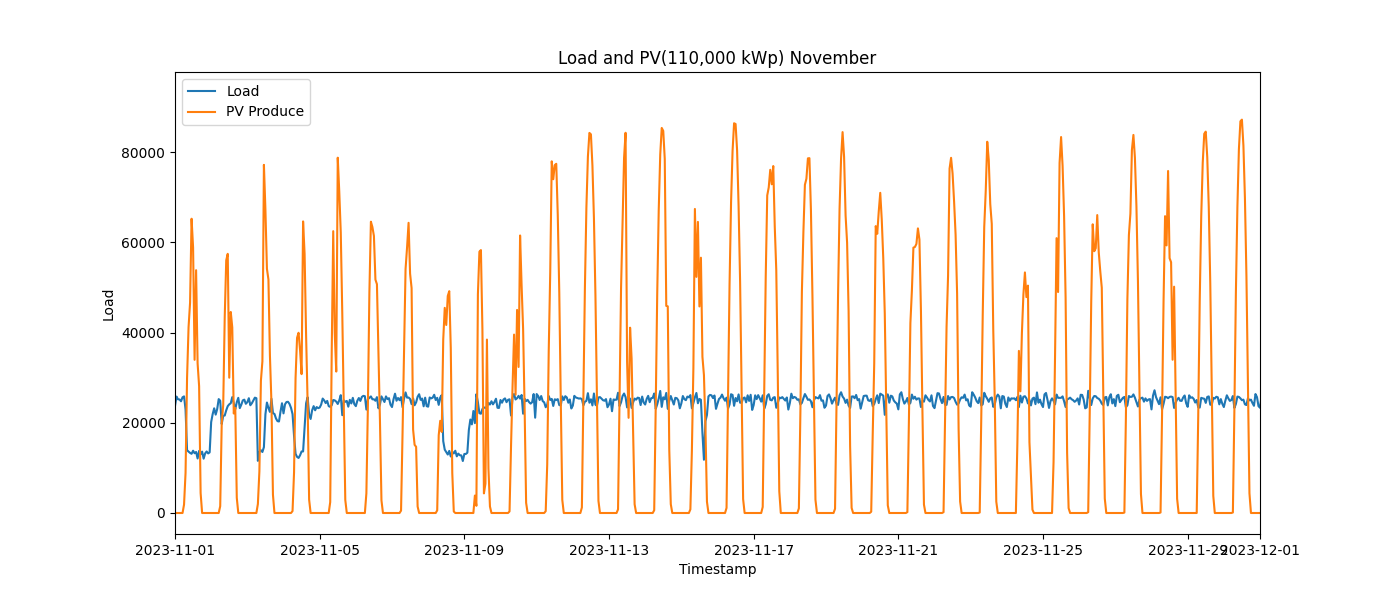 Load and PV(110,000 kWp) November
Load
PV Produce
80000
60000
40000
20000
0
Load
2023-11-01
2023-11-05
2023-11-09
2023-11-13
2023-11-17
2023-11-21
2023-11-25
2023-11-29
2023-12-01
Timestamp